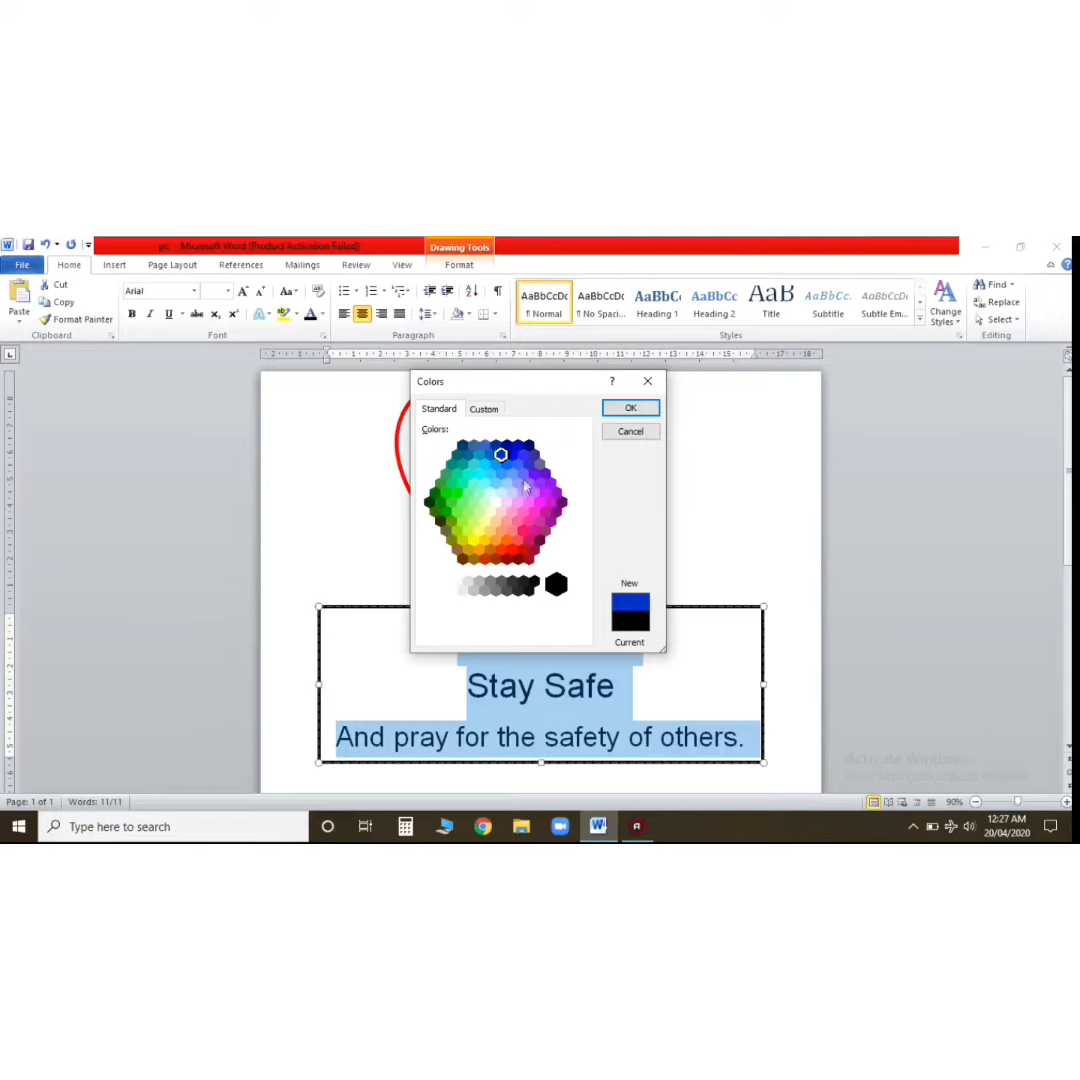 pc - Microsoft Word (Product Activation Failed)
Drawing Tools
File Home Insert Page Layout References Mailings Review View Format
Cut
Copy
Format Painter
Paste
Clipboard
Arial
Font
Paragraph
AaBbCcDc AaBbCcDc AaBbC AaBbCc AaB AaBbCc. AaBbCcDc
¶ Normal ¶ No Spaci... Heading 1 Heading 2 Title Subtitle Subtle Em...
Styles
Change
Styles
Find
Replace
Select
Editing
Colors
Standard Custom
Colors:
OK
Cancel
New
Current
Stay Safe
And pray for the safety of others.
Activate Windows
Page: 1 of 1 Words: 11/11
90%
Type here to search
12:27 AM
20/04/2020